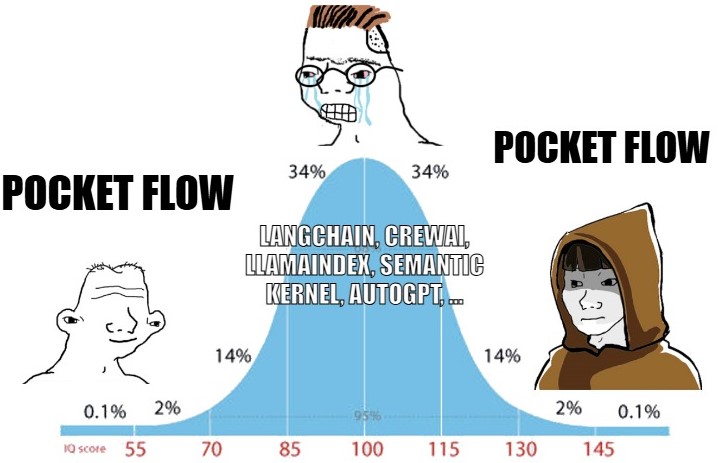 POCKET FLOW
POCKET FLOW
34% 34%
LANGCHAIN, CREWAI,
LLAMAINDEX, SEMANTIC
KERNEL, AUTOGPT, ...
14% 14%
95%
0.1% 2% 2% 0.1%
IQ score 55 70 85 100 115 130 145